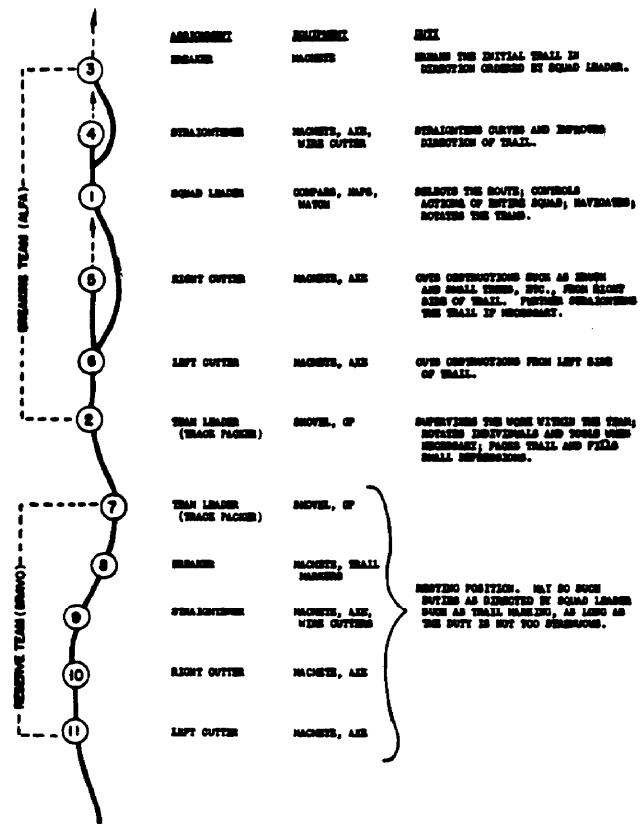 ASSIGNMENT EQUIPMENT DUTY
3 BREAKER MACHETE BREAKS THE INITIAL TRAIL IN
DIRECTION ORDERED BY SQUAD LEADER.
4 STRAIGHTENER MACHETE, AXE, STRAIGHTENS CURVES AND IMPROVES
WIRE CUTTER DIRECTION OF TRAIL.
1 SQUAD LEADER COMPASS, MAPS, SELECTS THE ROUTE; CONTROLS
WATCH ACTIONS OF ENTIRE SQUAD; NAVIGATES;
ROTATES THE TEAMS.
BREAKING TEAM (ALFA)
5 RIGHT CUTTER MACHETE, AXE CUTS OBSTRUCTIONS SUCH AS BRUSH
AND SMALL TREES, ETC., FROM RIGHT
SIDE OF TRAIL. FURTHER STRAIGHTENS
THE TRAIL IF NECESSARY.
6 LEFT CUTTER MACHETE, AXE CUTS OBSTRUCTIONS FROM LEFT SIDE
OF TRAIL.
2 TEAM LEADER SHOVEL, GP SUPERVISES THE WORK WITHIN THE TEAM;
(TRACE PACKER) ROTATES INDIVIDUALS AND TOOLS WHEN
NECESSARY; PACKS TRAIL AND FILLS
SMALL DEPRESSIONS.
7 TEAM LEADER SHOVEL, GP
(TRACE PACKER)
8 BREAKER MACHETE, TRAIL
MARKERS
RESTING POSITION. MAY DO SUCH
9 STRAIGHTENER MACHETE, AXE, DUTIES AS DIRECTED BY SQUAD LEADER
WIRE CUTTERS SUCH AS TRAIL MARKING, AS LONG AS
THE DUTY IS NOT TOO STRENUOUS.
RESERVE TEAM (BRAVO)
10 RIGHT CUTTER MACHETE, AXE
11 LEFT CUTTER MACHETE, AXE